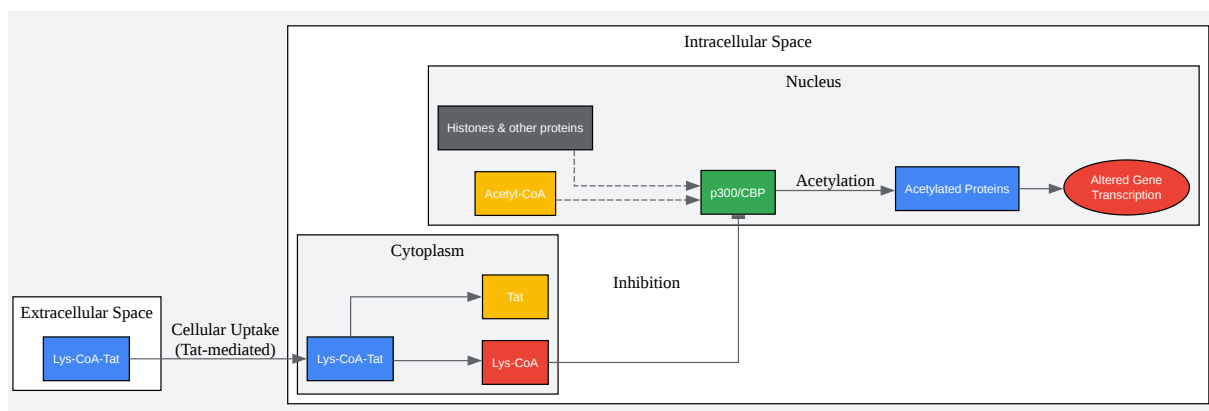 Intracellular Space
Nucleus
Histones & other proteins
Acetyl-CoA
p300/CBP
Acetylation
Acetylated Proteins
Altered Gene
Transcription
Cytoplasm
Tat
Inhibition
Extracellular Space
Lys-CoA-Tat
Cellular Uptake
(Tat-mediated)
Lys-CoA-Tat
Lys-CoA